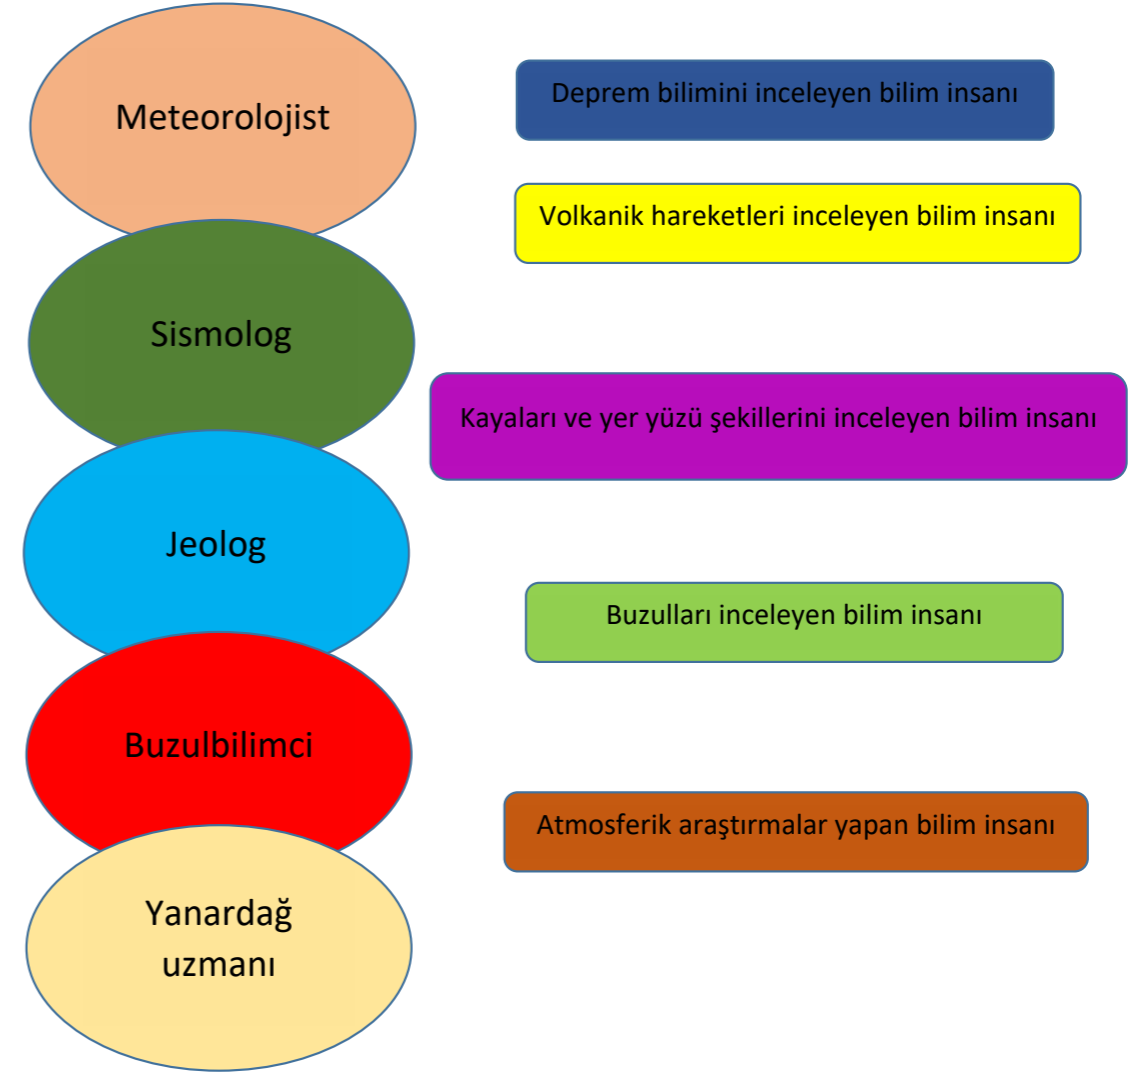 Meteorolojist
Deprem bilimini inceleyen bilim insanı
Volkanik hareketleri inceleyen bilim insanı
Sismolog
Kayaları ve yer yüzü şekillerini inceleyen bilim insanı
Jeolog
Buzulları inceleyen bilim insanı
Buzulbilimci
Atmosferik araştırmalar yapan bilim insanı
Yanardağ
uzmanı